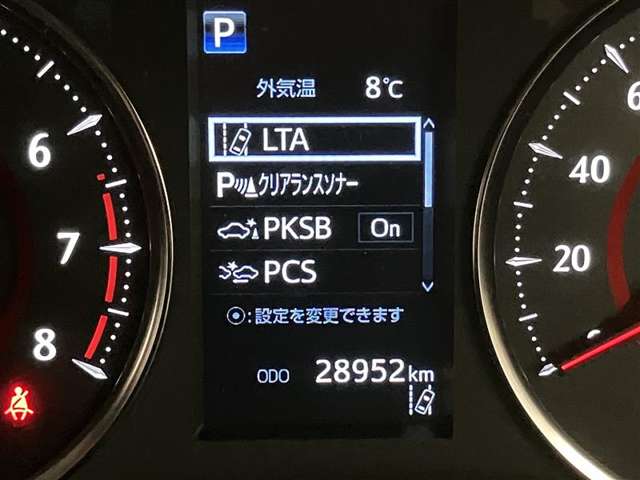 P
外気温 8℃
LTA
Pクリアランスソナー
PKSB On
PCS
:設定を変更できます
ODO 28952km
6
7
8
6
40
20